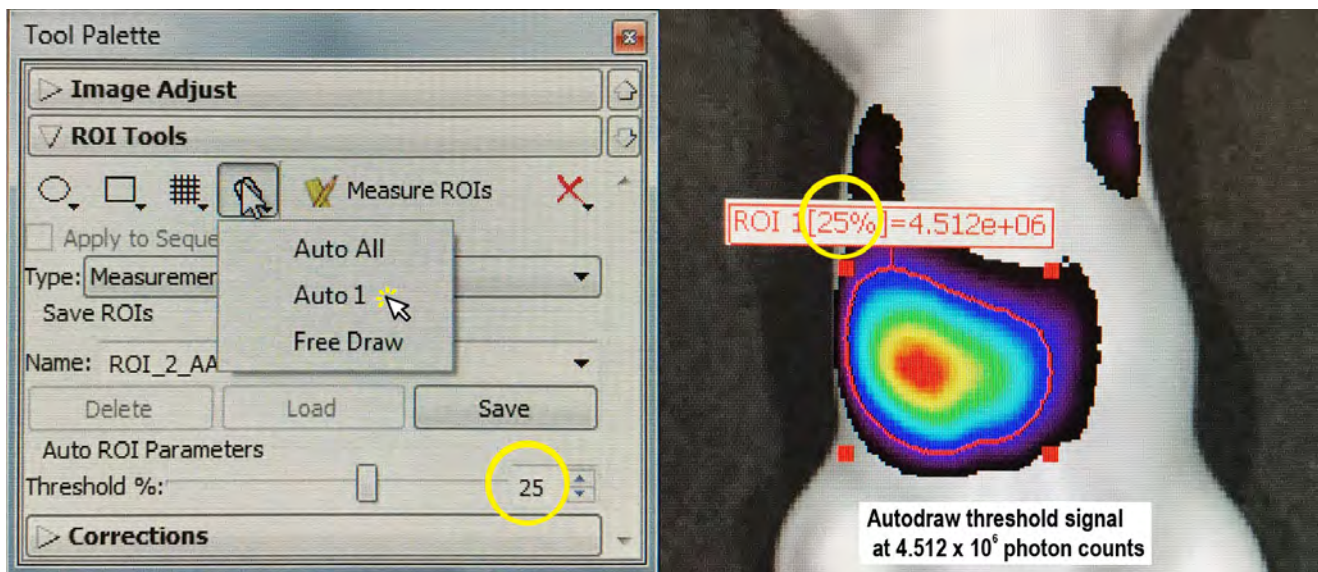 Tool Palette
Image Adjust
ROI Tools
Measure ROIs
Apply to Seque
Auto All
Type: Measuremer
Auto 1
Save ROIs
Free Draw
Name: ROI_2_AA
Delete Load Save
Auto ROI Parameters
Threshold %: 25
Corrections
ROI 1[25%]=4.512e+06
Autodraw threshold signal
at 4.512 x 10⁶ photon counts